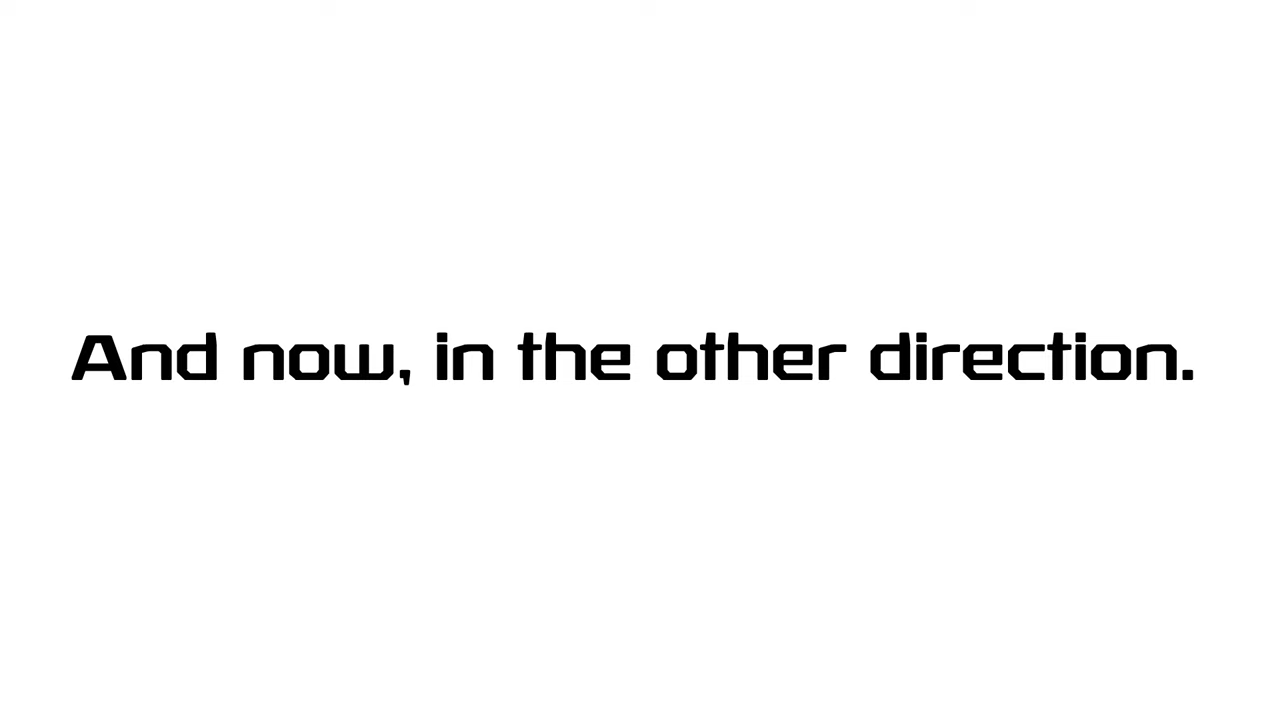 And now, in the other direction.